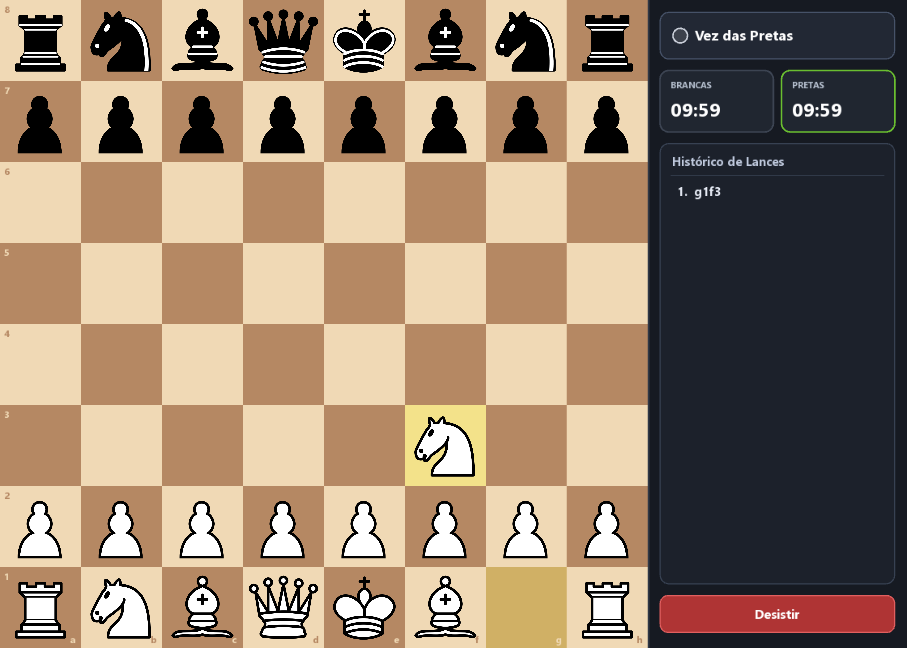 8
7
6
5
4
3
2
1
a b c d e f g h
Vez das Pretas
BRANCAS
09:59
PRETAS
09:59
Histórico de Lances
1. g1f3
Desistir